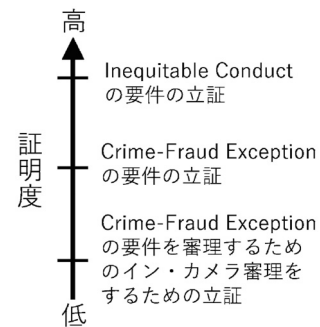 高
Inequitable Conduct
の要件の立証
Crime-Fraud Exception
の要件の立証
証明度
Crime-Fraud Exception
の要件を審理するため
のイン・カメラ審理を
するための立証
低